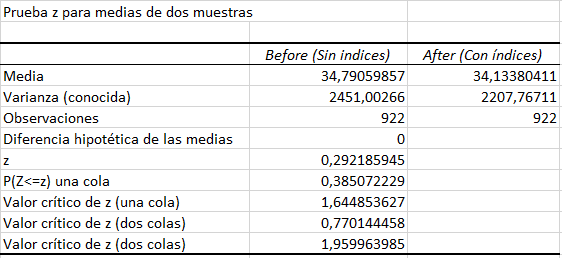 Prueba z para medias de dos muestras
Before (Sin indices) After (Con índices)
Media 34,79059857 34,13380411
Varianza (conocida) 2451,00266 2207,76711
Observaciones 922 922
Diferencia hipotética de las medias 0
z 0,292185945
P(Z<=z) una cola 0,385072229
Valor crítico de z (una cola) 1,644853627
Valor crítico de z (dos colas) 0,770144458
Valor crítico de z (dos colas) 1,959963985